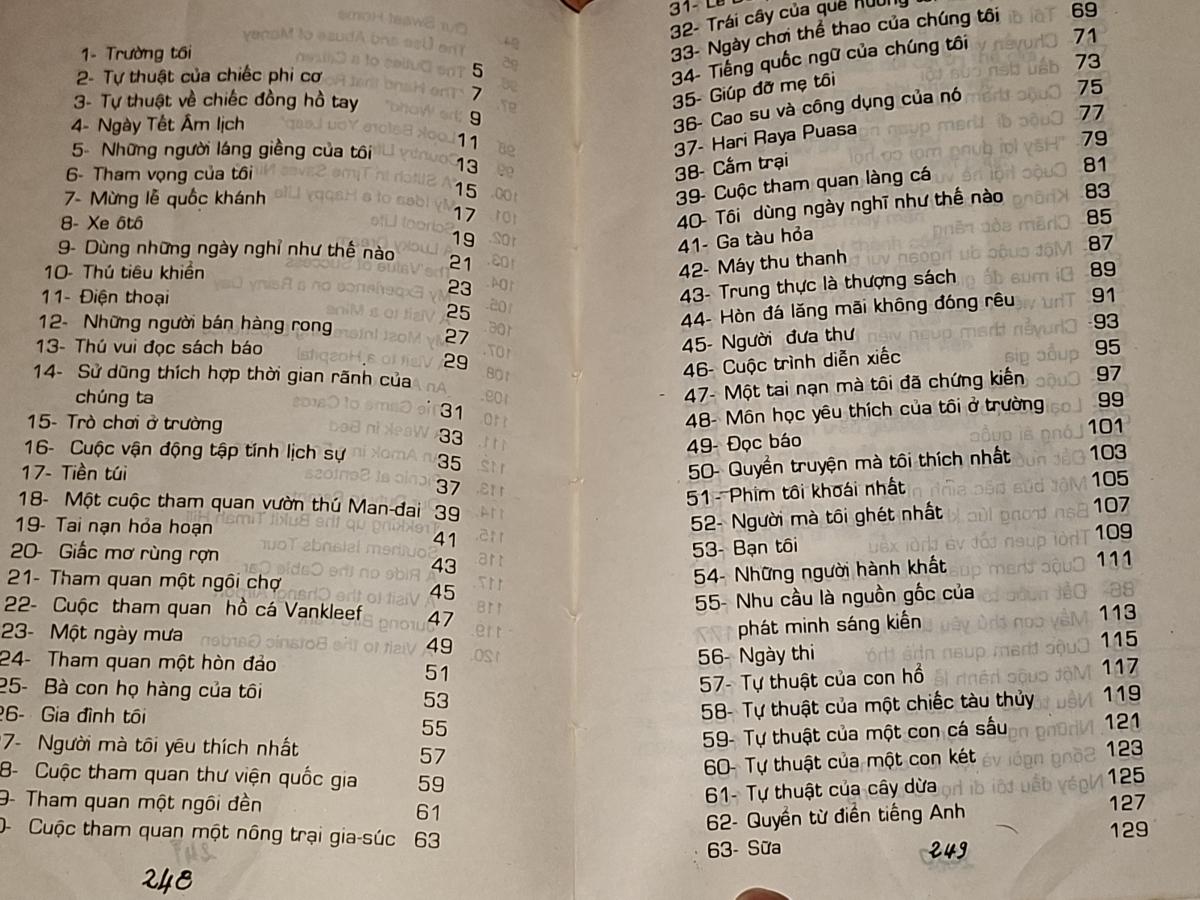 1- Trường tôi 5
2- Tự thuật của chiếc phi cơ 7
3- Tự thuật về chiếc đồng hồ tay 9
4- Ngày Tết Âm lịch 11
5- Những người láng giềng của tôi 13
6- Tham vọng của tôi 15
7- Mừng lễ quốc khánh 17
8- Xe ôtô 19
9- Dùng những ngày nghỉ như thế nào 21
10- Thú tiêu khiển 23
11- Điện thoại 25
12- Những người bán hàng rong 27
13- Thú vui đọc sách báo 29
14- Sử dũng thích hợp thời gian rãnh của
chúng ta 31
15- Trò chơi ở trường 33
16- Cuộc vận động tập tính lịch sự 35
17- Tiền túi 37
18- Một cuộc tham quan vườn thú Man-đai 39
19- Tai nạn hỏa hoạn 41
20- Giấc mơ rùng rợn 43
21- Tham quan một ngôi chợ 45
22- Cuộc tham quan hồ cá Vankleef 47
23- Một ngày mưa 49
24- Tham quan một hòn đảo 51
25- Bà con họ hàng của tôi 53
26- Gia đình tôi 55
7- Người mà tôi yêu thích nhất 57
8- Cuộc tham quan thư viện quốc gia 59
9- Tham quan một ngôi đền 61
0- Cuộc tham quan một nông trại gia-súc 63
248
31-
32- Trái cây của quê hương
33- Ngày chơi thể thao của chúng tôi 69
34- Tiếng quốc ngữ của chúng tôi 71
35- Giúp đỡ mẹ tôi 73
36- Cao su và công dụng của nó 75
37- Hari Raya Puasa 77
38- Cắm trại 79
39- Cuộc tham quan làng cá 81
40- Tôi dùng ngày nghĩ như thế nào 83
41- Ga tàu hỏa 85
42- Máy thu thanh 87
43- Trung thực là thượng sách 89
44- Hòn đá lăng mãi không đóng rêu 91
45- Người đưa thư 93
46- Cuộc trình diễn xiếc 95
47- Một tai nạn mà tôi đã chứng kiến 97
48- Môn học yêu thích của tôi ở trường 99
49- Đọc báo 101
50- Quyển truyện mà tôi thích nhất 103
51- Phim tôi khoái nhất 105
52- Người mà tôi ghét nhất 107
53- Bạn tôi 109
54- Những người hành khất 111
55- Nhu cầu là nguồn gốc của
phát minh sáng kiến 113
56- Ngày thi 115
57- Tự thuật của con hổ 117
58- Tự thuật của một chiếc tàu thủy 119
59- Tự thuật của một con cá sấu 121
60- Tự thuật của một con két 123
61- Tự thuật của cây dừa 125
62- Quyển từ điển tiếng Anh 127
63- Sữa 129
249